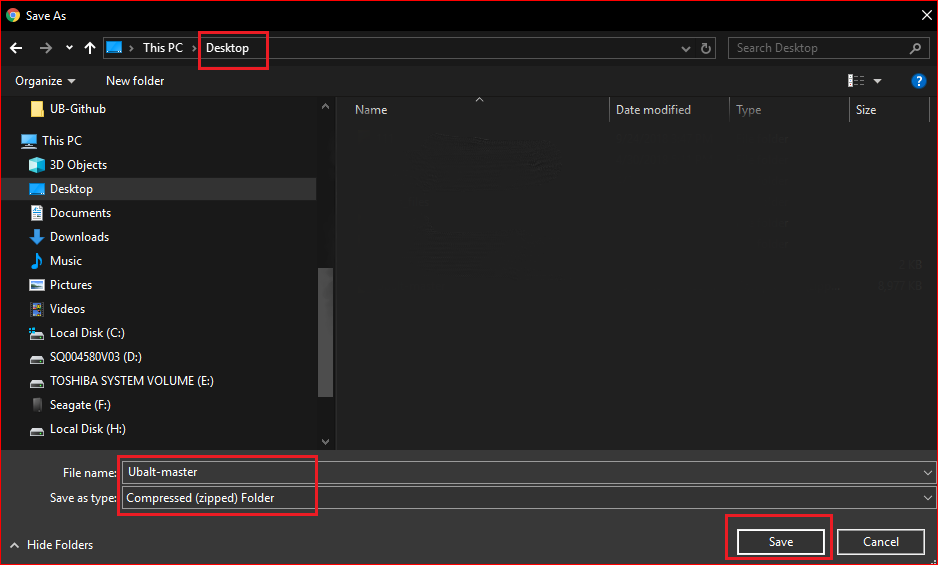 Save As
This PC
Desktop
Search Desktop
Organize
New folder
?
UB-Github
This PC
3D Objects
Desktop
Documents
Downloads
Music
Pictures
Videos
Local Disk (C:)
SQ004580V03 (D:)
TOSHIBA SYSTEM VOLUME (E:)
Seagate (F:)
Local Disk (H:)
Name Date modified Type Size
File name: Ubalt-master
Save as type: Compressed (zipped) Folder
Hide Folders
Save Cancel